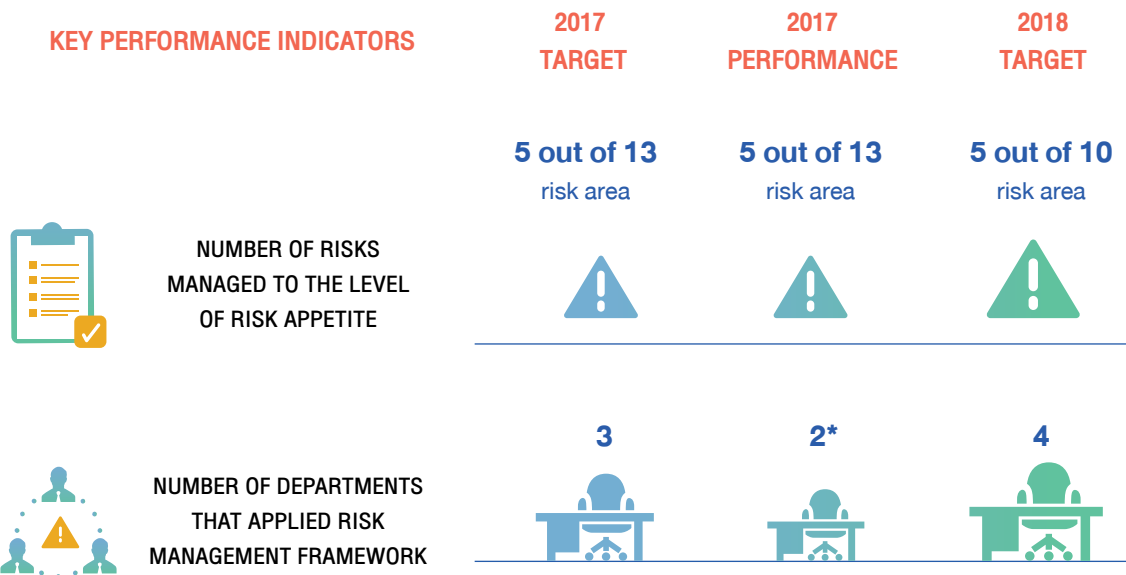 KEY PERFORMANCE INDICATORS
2017
TARGET
2017
PERFORMANCE
2018
TARGET
5 out of 13
risk area
5 out of 13
risk area
5 out of 10
risk area
NUMBER OF RISKS
MANAGED TO THE LEVEL
OF RISK APPETITE
3
2*
4
NUMBER OF DEPARTMENTS
THAT APPLIED RISK
MANAGEMENT FRAMEWORK